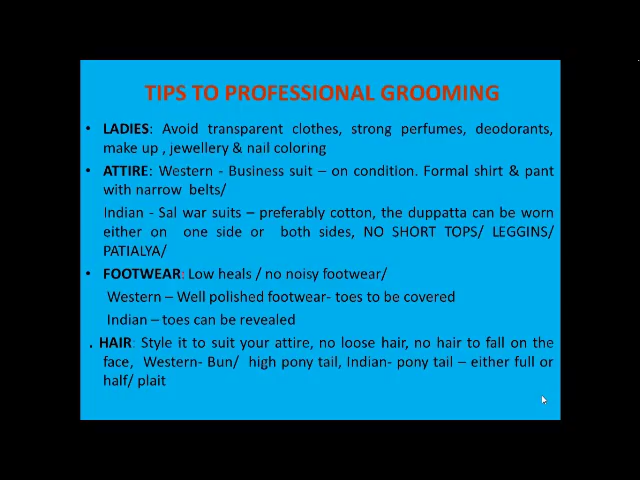 TIPS TO PROFESSIONAL GROOMING
• LADIES: Avoid transparent clothes, strong perfumes, deodorants,
make up , jewellery & nail coloring
• ATTIRE: Western - Business suit – on condition. Formal shirt & pant
with narrow belts/
Indian - Sal war suits – preferably cotton, the duppatta can be worn
either on one side or both sides, NO SHORT TOPS/ LEGGINS/
PATIALYA/
• FOOTWEAR: Low heals / no noisy footwear/
Western – Well polished footwear- toes to be covered
Indian – toes can be revealed
. HAIR: Style it to suit your attire, no loose hair, no hair to fall on the
face, Western- Bun/ high pony tail, Indian- pony tail – either full or
half/ plait